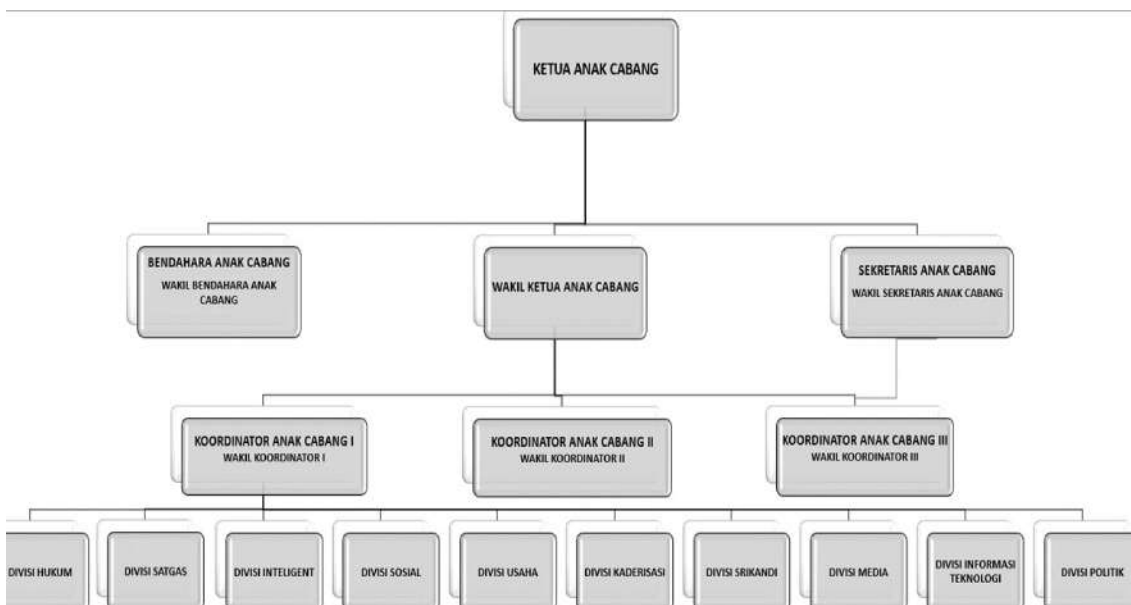 KETUA ANAK CABANG
BENDAHARA ANAK CABANG
WAKIL BENDAHARA ANAK
CABANG
WAKIL KETUA ANAK CABANG
SEKRETARIS ANAK CABANG
WAKIL SEKRETARIS ANAK CABANG
KOORDINATOR ANAK CABANG I
WAKIL KOORDINATOR I
KOORDINATOR ANAK CABANG II
WAKIL KOORDINATOR II
KOORDINATOR ANAK CABANG III
WAKIL KOORDINATOR III
DIVISI HUKUM
DIVISI SATGAS
DIVISI INTELIGENT
DIVISI SOSIAL
DIVISI USAHA
DIVISI KADERISASI
DIVISI SRIKANDI
DIVISI MEDIA
DIVISI INFORMASI
TEKNOLOGI
DIVISI POLITIK